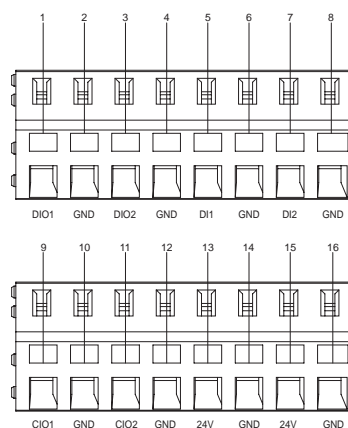 1 2 3 4 5 6 7 8
DIO1 GND DIO2 GND DI1 GND DI2 GND
9 10 11 12 13 14 15 16
CIO1 GND CIO2 GND 24V GND 24V GND